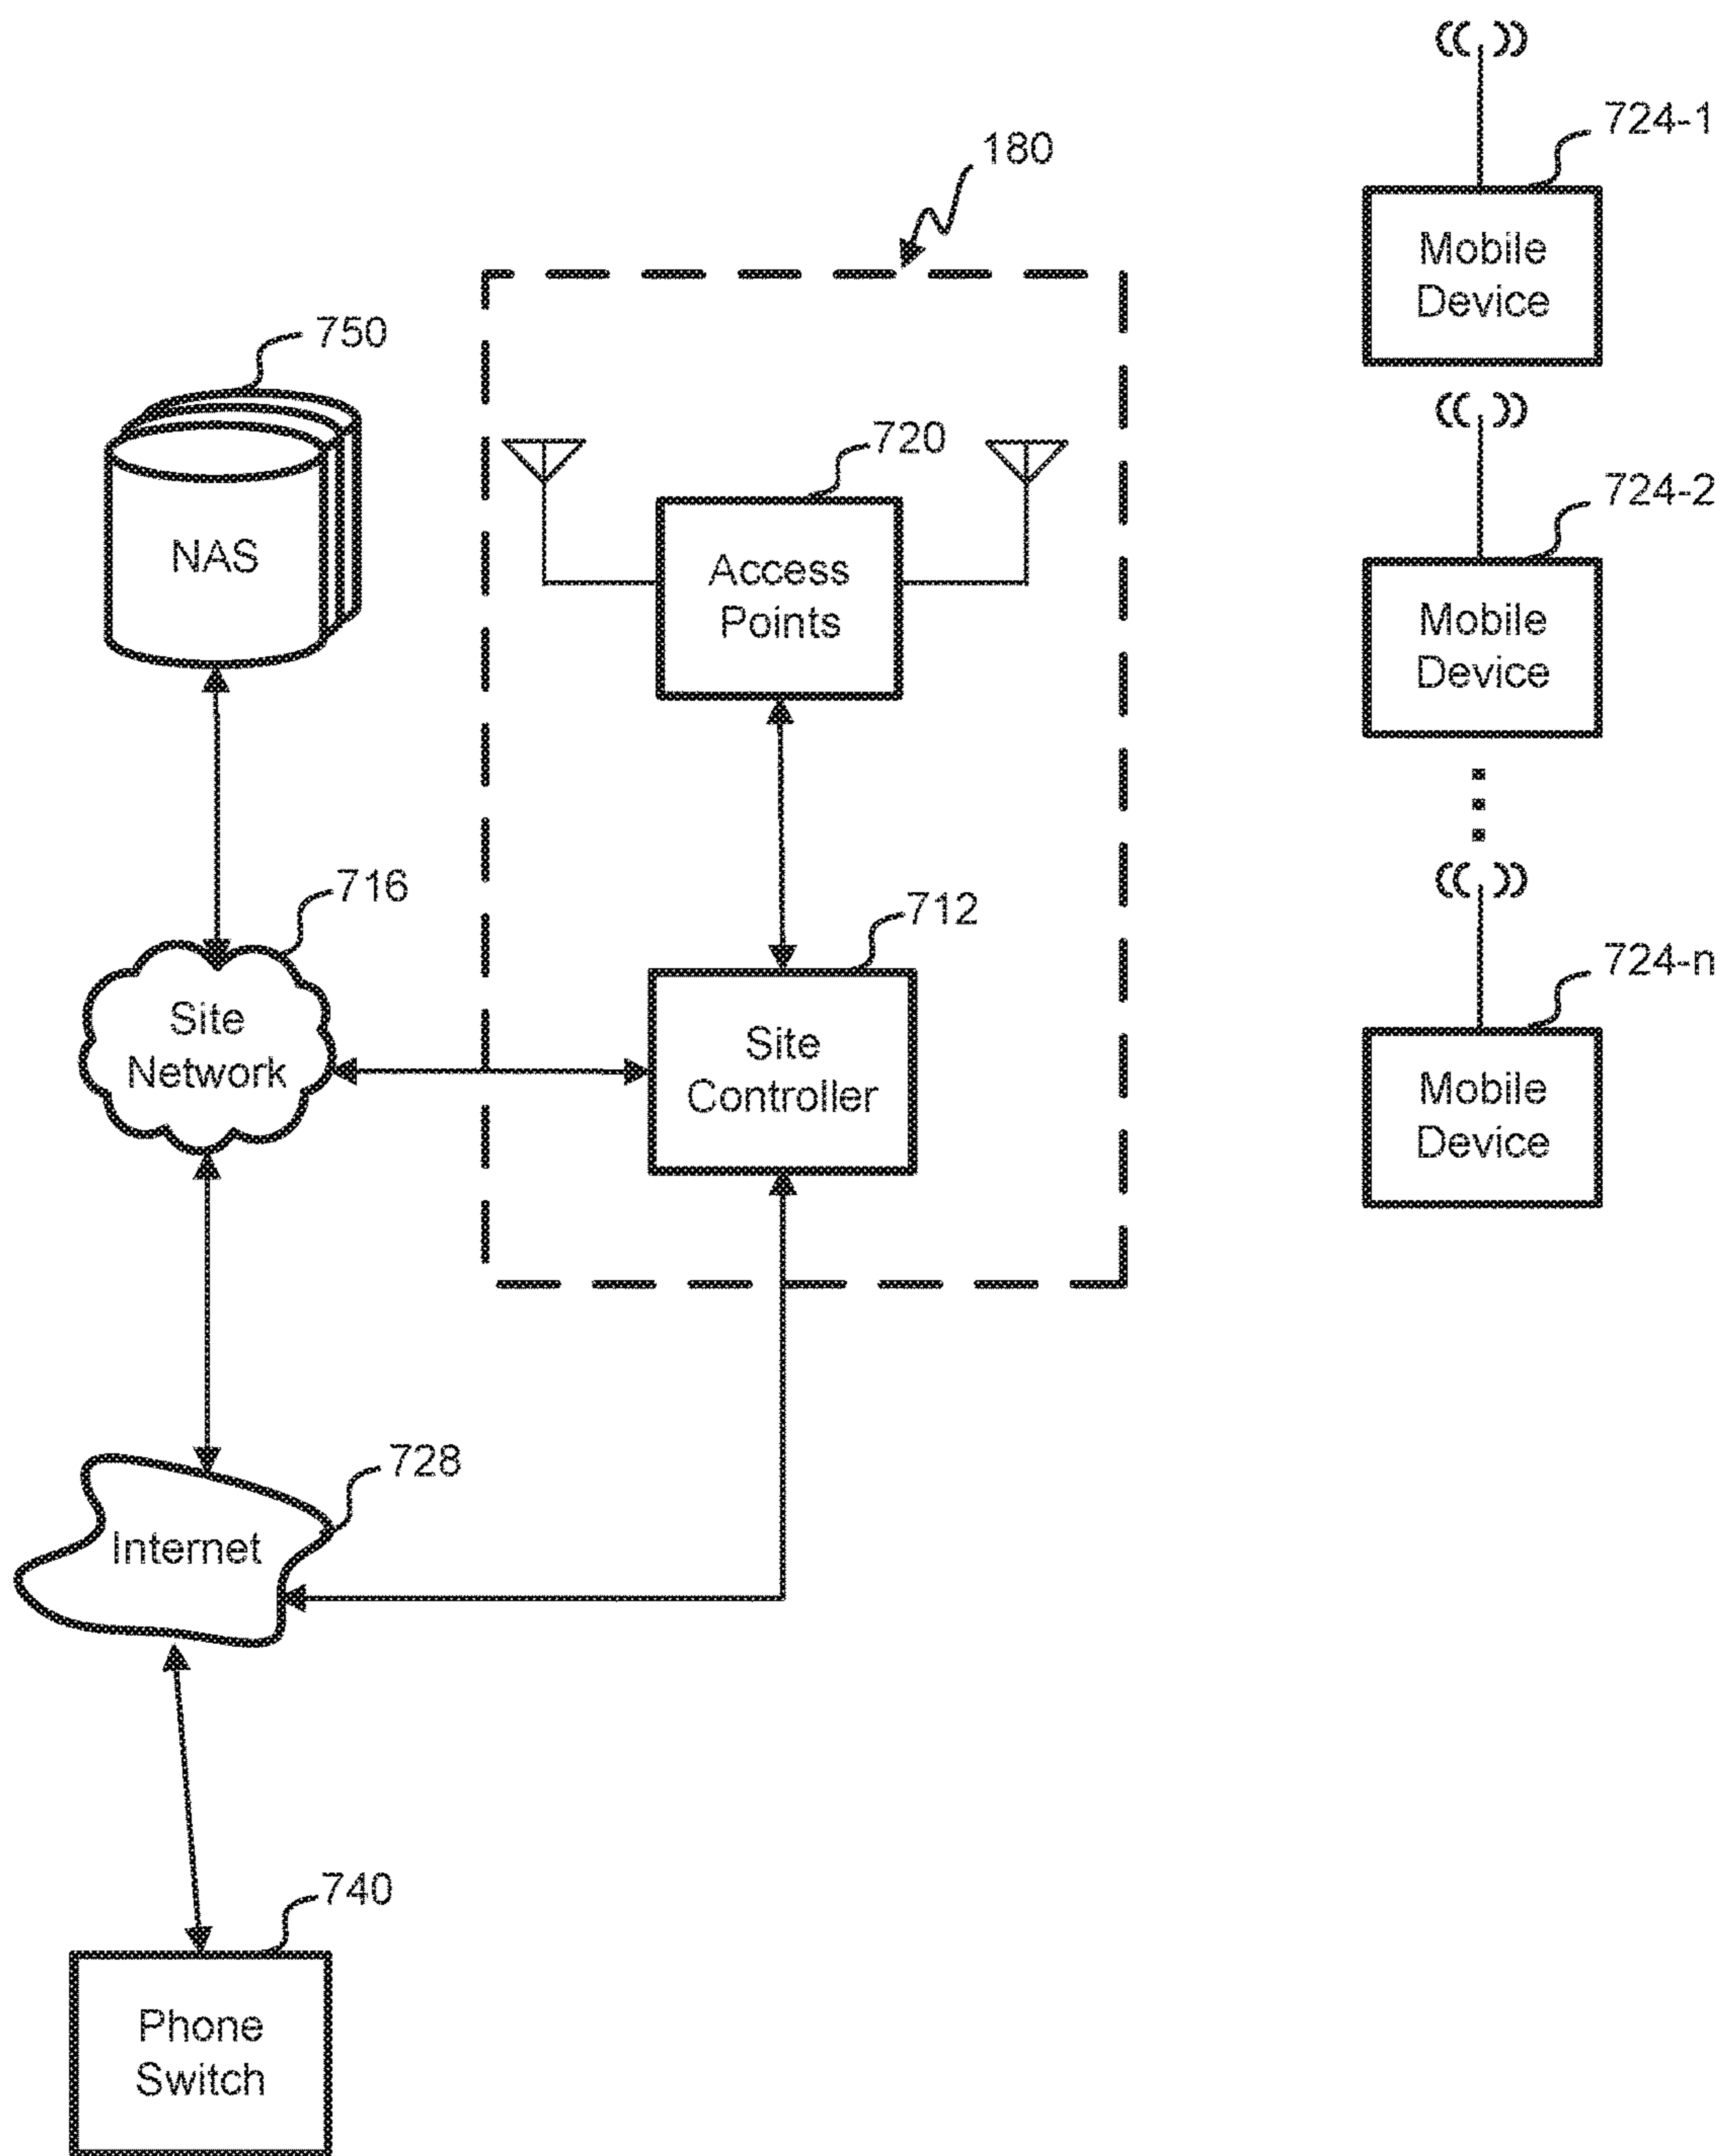 724-1
Mobile
Device
180
750
NAS
720
Access
Points
724-2
Mobile
Device
716
Site
Network
712
Site
Controller
724-n
Mobile
Device
728
Internet
740
Phone
Switch